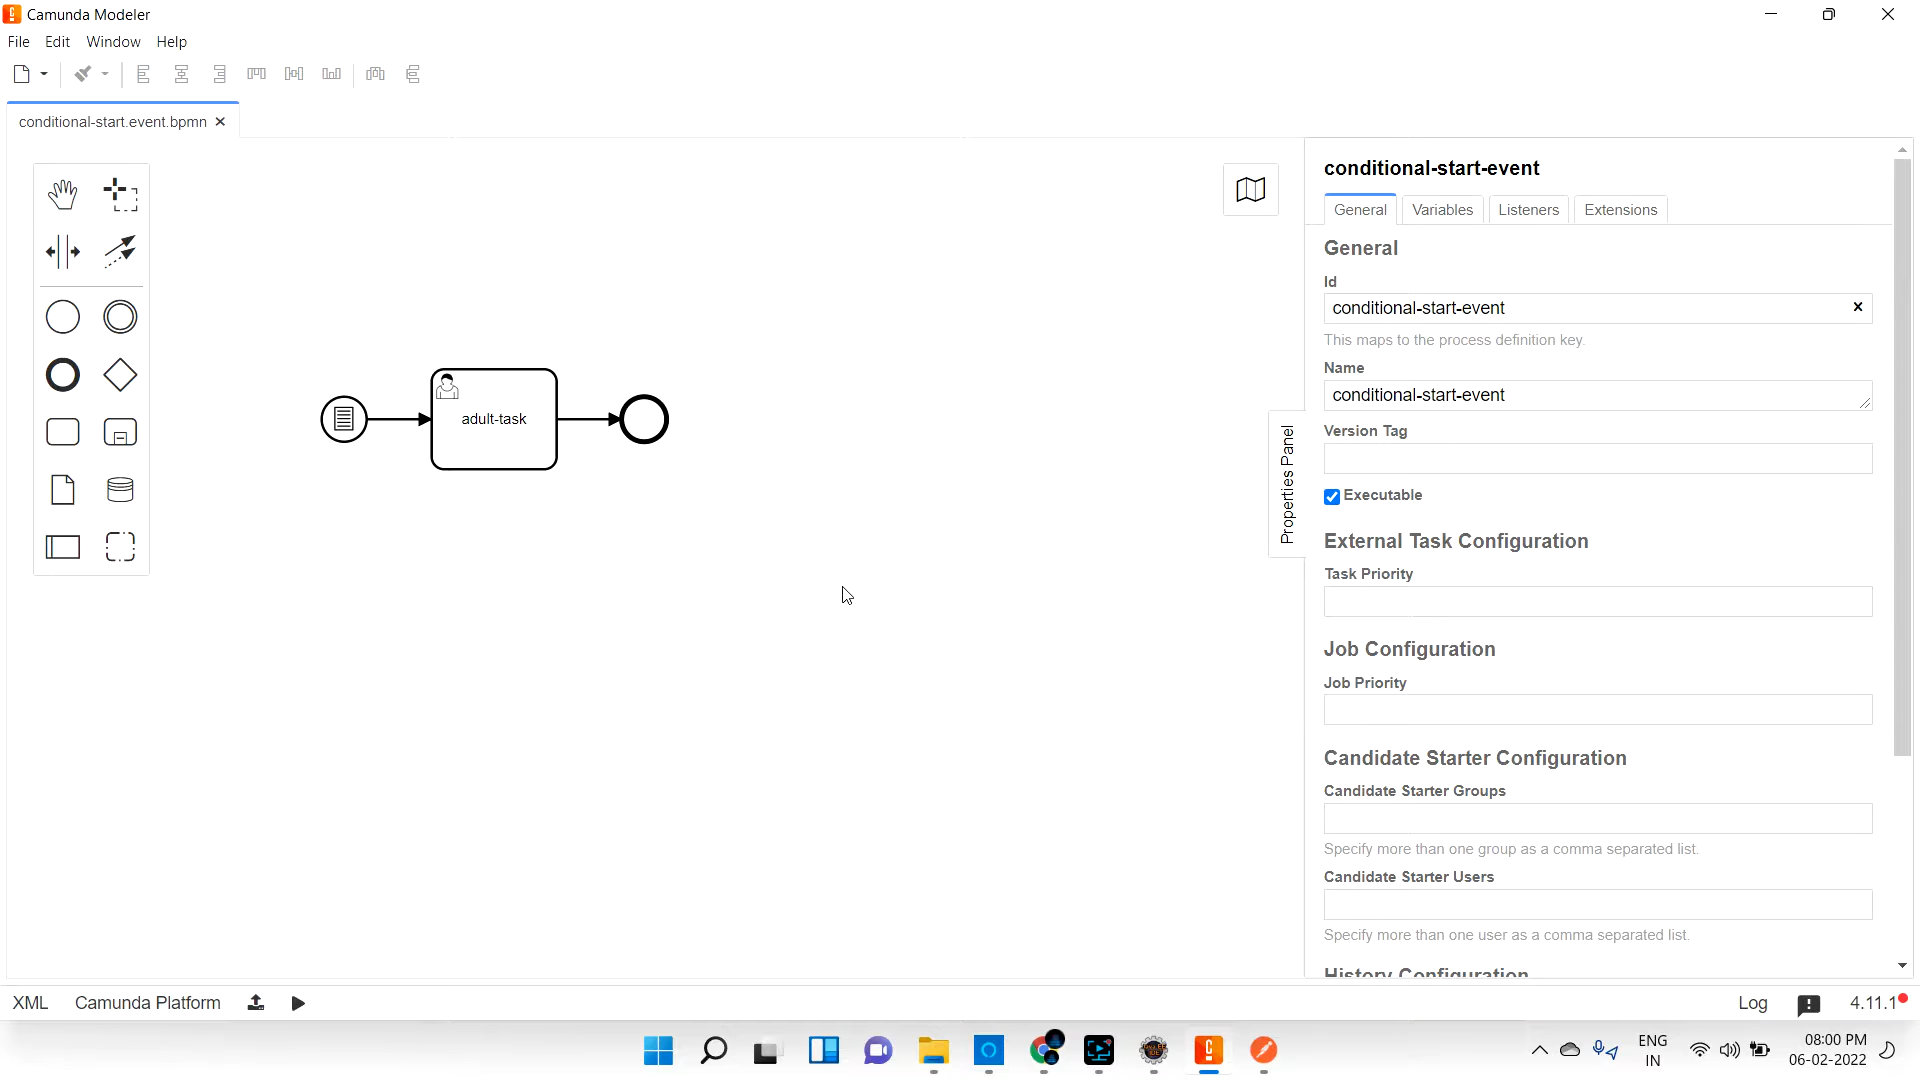 Camunda Modeler
File Edit Window Help
conditional-start.event.bpmn
adult-task
Properties Panel
conditional-start-event
General Variables Listeners Extensions
General
Id
conditional-start-event
This maps to the process definition key.
Name
conditional-start-event
Version Tag
Executable
External Task Configuration
Task Priority
Job Configuration
Job Priority
Candidate Starter Configuration
Candidate Starter Groups
Specify more than one group as a comma separated list.
Candidate Starter Users
Specify more than one user as a comma separated list.
History Configuration
XML Camunda Platform Log 4.11.1
ENG 08:00 PM
IN 06-02-2022